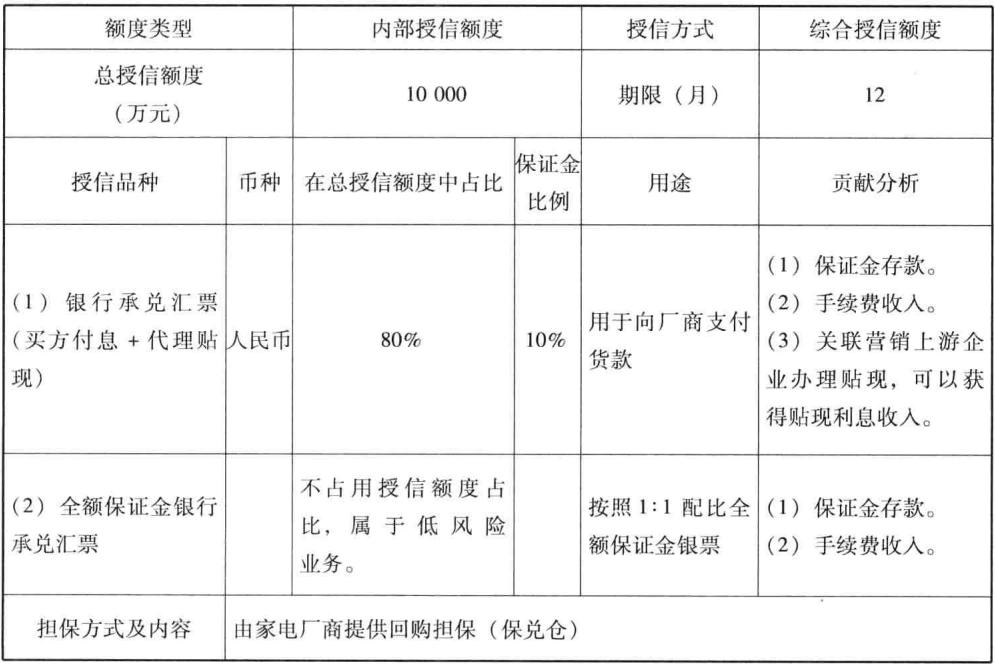 额度类型 内部授信额度 授信方式 综合授信额度
总授信额度
（万元）
10 000 期限（月） 12
授信品种 币种 在总授信额度中占比 保证金
比例
用途 贡献分析
(1) 银行承兑汇票
(买方付息 + 代理贴
现)
人民币 80% 10%
用于向厂商支付
货款
(1) 保证金存款。
(2) 手续费收入。
(3) 关联营销上游企
业办理贴现，可以获
得贴现利息收入。
(2) 全额保证金银行
承兑汇票
不占用授信额度占
比，属于低风险
业务。
按照 1:1 配比全
额保证金银票
(1) 保证金存款。
(2) 手续费收入。
担保方式及内容 由家电厂商提供回购担保（保兑仓）